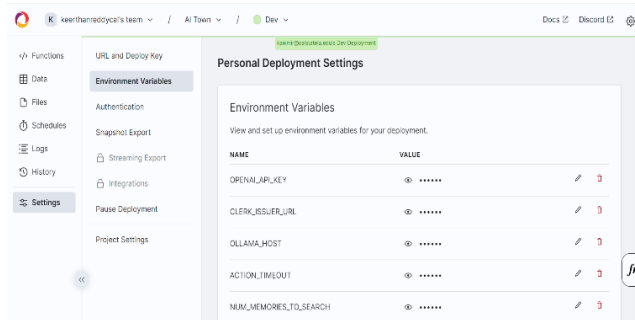 K keerthanreddycal's team / AI Town / Dev Docs Discord
Dev Deployment
Functions
Data
Files
Schedules
Logs
History
Settings
URL and Deploy Key
Environment Variables
Authentication
Snapshot Export
Streaming Export
Integrations
Pause Deployment
Project Settings
Personal Deployment Settings
Environment Variables
View and set up environment variables for your deployment.
NAME VALUE
OPENAI_API_KEY ••••••
CLERK_ISSUER_URL ••••••
OLLAMA_HOST ••••••
ACTION_TIMEOUT ••••••
NUM_MEMORIES_TO_SEARCH ••••••